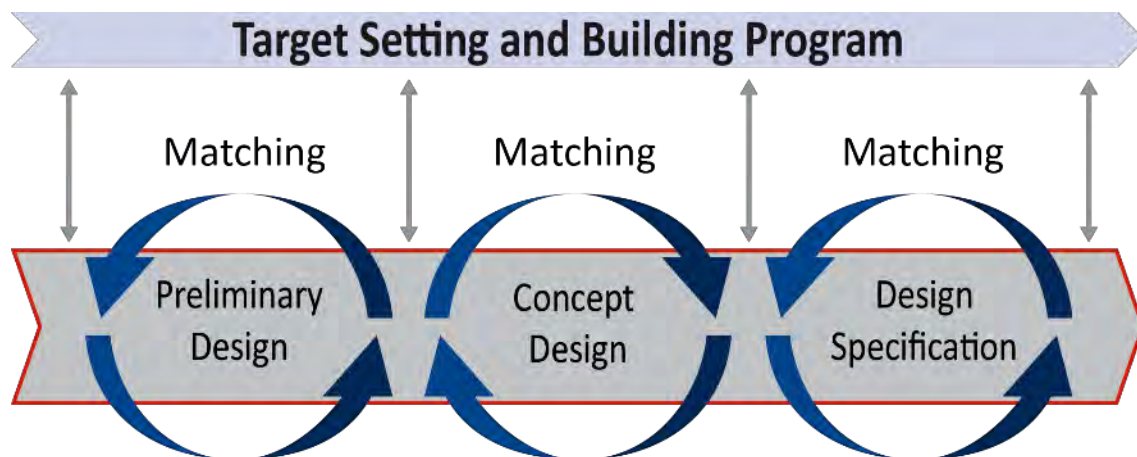 Target Setting and Building Program
Matching
Matching
Matching
Preliminary
Design
Concept
Design
Design
Specification